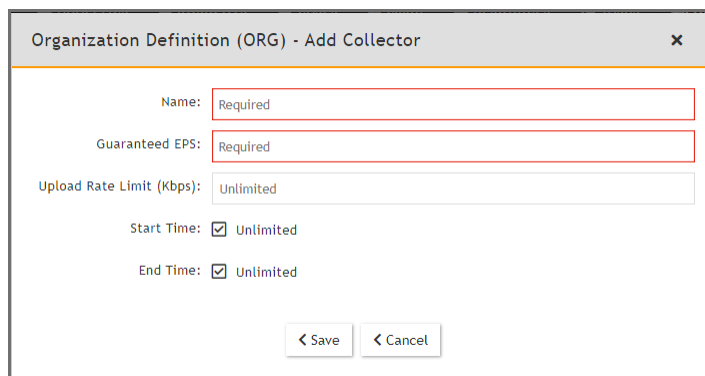 Organization Definition (ORG) - Add Collector
Name: Required
Guaranteed EPS: Required
Upload Rate Limit (Kbps): Unlimited
Start Time: Unlimited
End Time: Unlimited
Save Cancel